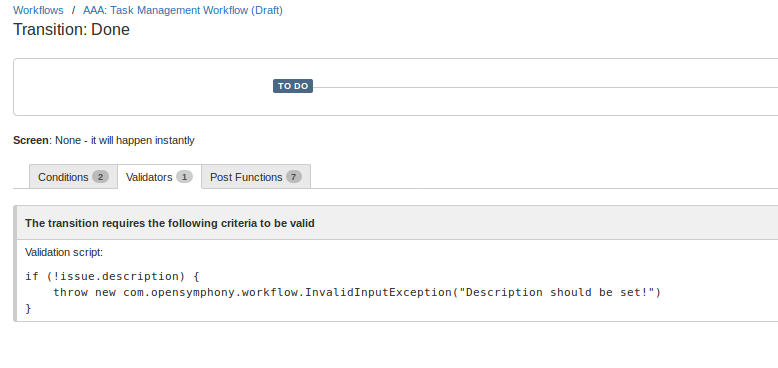 Workflows / AAA: Task Management Workflow (Draft)
Transition: Done
TO DO
Screen: None - it will happen instantly
Conditions 2 Validators 1 Post Functions 7
The transition requires the following criteria to be valid
Validation script:
if (!issue.description) {
    throw new com.opensymphony.workflow.InvalidInputException("Description should be set!")
}